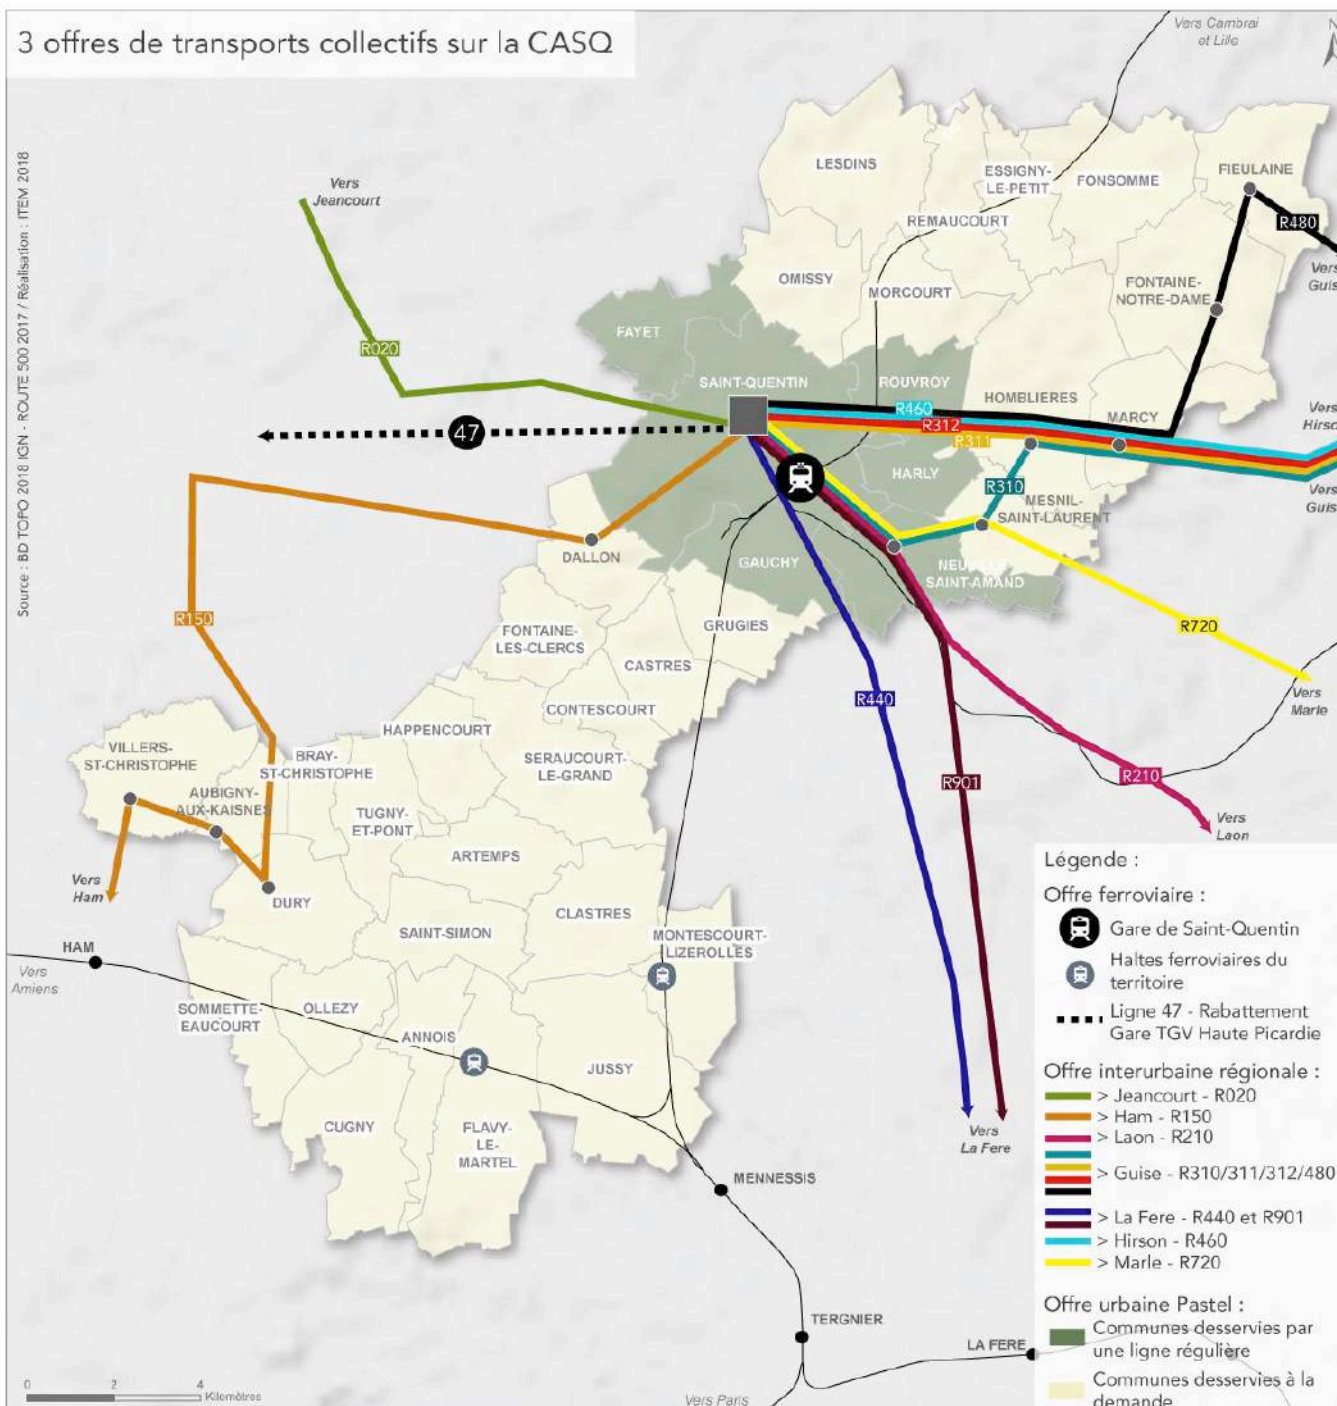 3 offres de transports collectifs sur la CASQ
Vers Cambrai
et Lille
N
Source : BD TOPO 2018 IGN - ROUTE 500 2017 / Réalisation : ITEM 2018
Vers
Jeancourt
LESDINS
ESSIGNY-
LE-PETIT
FONSOMME
FIEULAINE
REMAUCOURT
R480
OMISSY
MORCOURT
FONTAINE-
NOTRE-DAME
Vers
Guis
FAYET
R020
SAINT-QUENTIN
ROUVROY
HOMBLIERES
MARCY
R460
R312
R311
Vers
Hirson
47
HARLY
R310
MESNIL-
SAINT-LAURENT
Vers
Guis
DALLON
GAUCHY
NEUVILLE
SAINT-AMAND
R150
FONTAINE-
LES-CLERCS
GRUGIES
R720
CASTRES
Vers
Marle
R440
CONTESCOURT
HAPPENCOURT
VILLERS-
ST-CHRISTOPHE
BRAY-
ST-CHRISTOPHE
SERAUCOURT
LE-GRAND
R901
R210
AUBIGNY-
AUX-KAISNES
TUGNY-
ET-PONT
Vers
Laon
ARTEMPS
Vers
Ham
DURY
CLASTRES
SAINT-SIMON
MONTESCOURT-
LIZEROLLES
HAM
Vers
Amiens
SOMMETTE-
EAUCOURT
OLLEZY
ANNOIS
JUSSY
CUGNY
FLAVY-
LE-
MARTEL
Vers
La Fere
MENNESSIS
TERGNIER
LA FERE
Vers Paris
0 2 4
Kilomètres
Légende :
Offre ferroviaire :
Gare de Saint-Quentin
Haltes ferroviaires du
territoire
Ligne 47 - Rabattement
Gare TGV Haute Picardie
Offre interurbaine régionale :
> Jeancourt - R020
> Ham - R150
> Laon - R210
> Guise - R310/311/312/480
> La Fere - R440 et R901
> Hirson - R460
> Marle - R720
Offre urbaine Pastel :
Communes desservies par
une ligne régulière
Communes desservies à la
demande